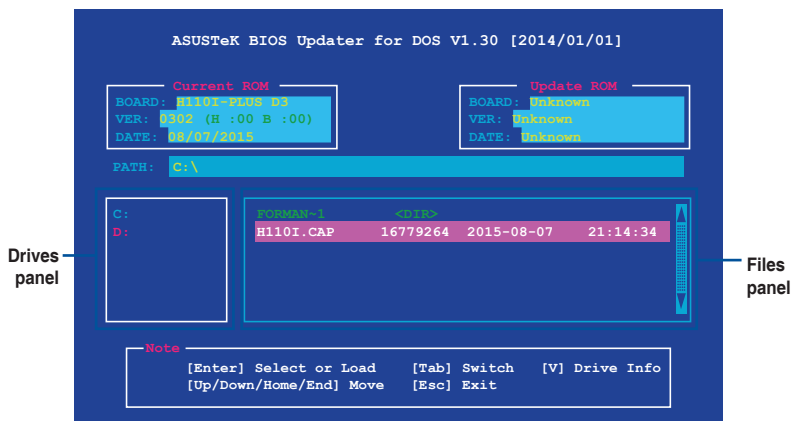 ASUSTeK BIOS Updater for DOS V1.30 [2014/01/01]
Current ROM
BOARD: H110I-PLUS D3
VER: 0302 (H :00 B :00)
DATE: 08/07/2015
Update ROM
BOARD: Unknown
VER: Unknown
DATE: Unknown
PATH: C:\
C:
D:
FORMAN~1 <DIR>
H110I.CAP 16779264 2015-08-07 21:14:34
Drives
panel
Files
panel
Note
[Enter] Select or Load [Tab] Switch [V] Drive Info
[Up/Down/Home/End] Move [Esc] Exit